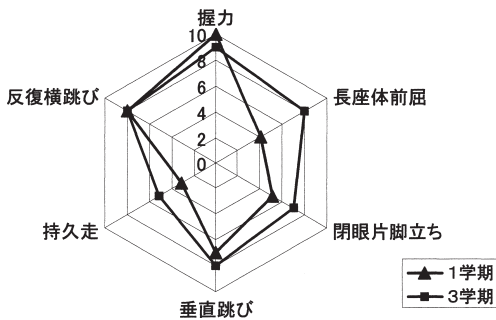 握力
10
8
6
4
2
0
反復横跳び
長座体前屈
持久走
閉眼片脚立ち
垂直跳び
1学期
3学期